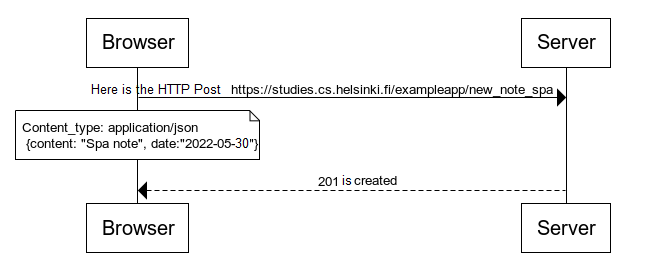 Browser Server
Here is the HTTP Post https://studies.cs.helsinki.fi/exampleapp/new_note_spa
Content_type: application/json
{content: "Spa note", date:"2022-05-30"}
201 is created
Browser Server